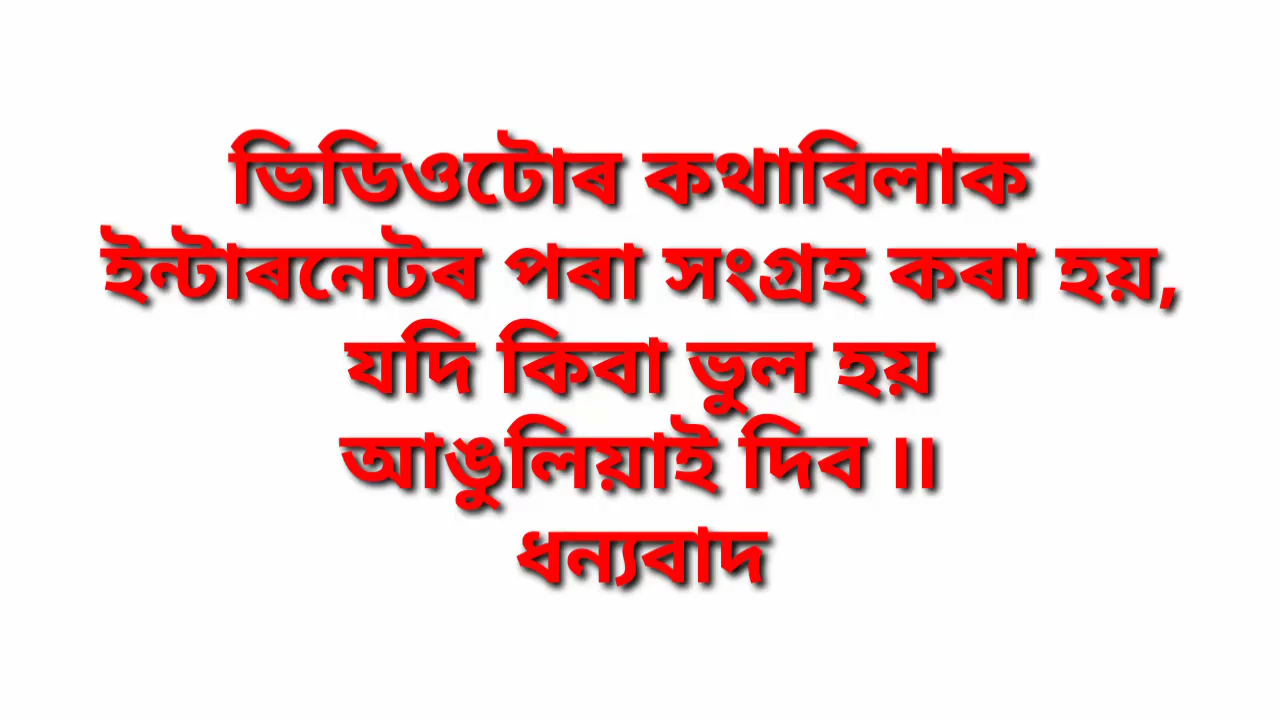 ভিডিওটোৰ কথাবিলাক
ইন্টাৰনেটৰ পৰা সংগ্ৰহ কৰা হয়,
যদি কিবা ভুল হয়
আঙুলিয়াই দিব ॥
ধন্যবাদ